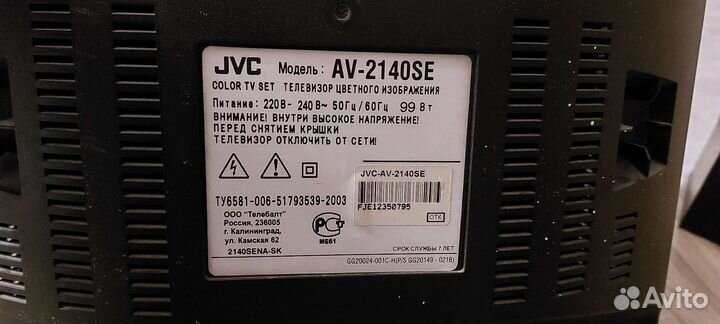 JVC Модель: AV-2140SE
COLOR TV SET ТЕЛЕВИЗОР ЦВЕТНОГО ИЗОБРАЖЕНИЯ
Питание: 220В- 240В~ 50Гц/60Гц 99 Вт
ВНИМАНИЕ! ВНУТРИ ВЫСОКОЕ НАПРЯЖЕНИЕ!
ПЕРЕД СНЯТИЕМ КРЫШКИ
ТЕЛЕВИЗОР ОТКЛЮЧИТЬ ОТ СЕТИ!
JVC-AV-2140SE
FJE12350795
ОТК
ТУ6581-006-51793539-2003
ООО "Телебалт"
Россия, 236005
г. Калининград,
ул. Камская 62
2140SENA-SK
РСТ
МЕ61
СРОК СЛУЖБЫ 7 ЛЕТ
GG20024-001C-H(P/S GG20149 - 021B)
Avito